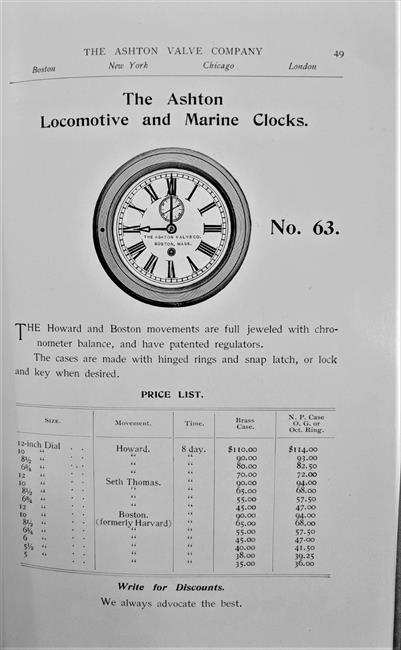 THE ASHTON VALVE COMPANY 49
Boston New York Chicago London
The Ashton
Locomotive and Marine Clocks.
THE ASHTON VALVE CO.
BOSTON, MASS.
No. 63.
THE Howard and Boston movements are full jeweled with chro-
nometer balance, and have patented regulators.
The cases are made with hinged rings and snap latch, or lock
and key when desired.
PRICE LIST.
Size. Movement. Time. Brass Case. N. P. Case O. G. or Oct. Ring.
12-inch Dial . . Howard. 8 day. $110.00 $114.00
10 " . . " " 90.00 93.00
8½ " . . " " 80.00 82.50
6¾ " . . " " 70.00 72.00
12 " . . Seth Thomas. " 90.00 94.00
10 " . . " " 65.00 68.00
8½ " . . " " 55.00 57.50
6¾ " . . " " 45.00 47.00
12 " . . Boston. " 90.00 94.00
10 " . . (formerly Harvard) " 65.00 68.00
8½ " . . " " 55.00 57.50
6¾ " . . " " 45.00 47.00
6 " . . " " 40.00 41.50
5½ " . . " " 38.00 39.25
5 " . . " " 35.00 36.00
Write for Discounts.
We always advocate the best.